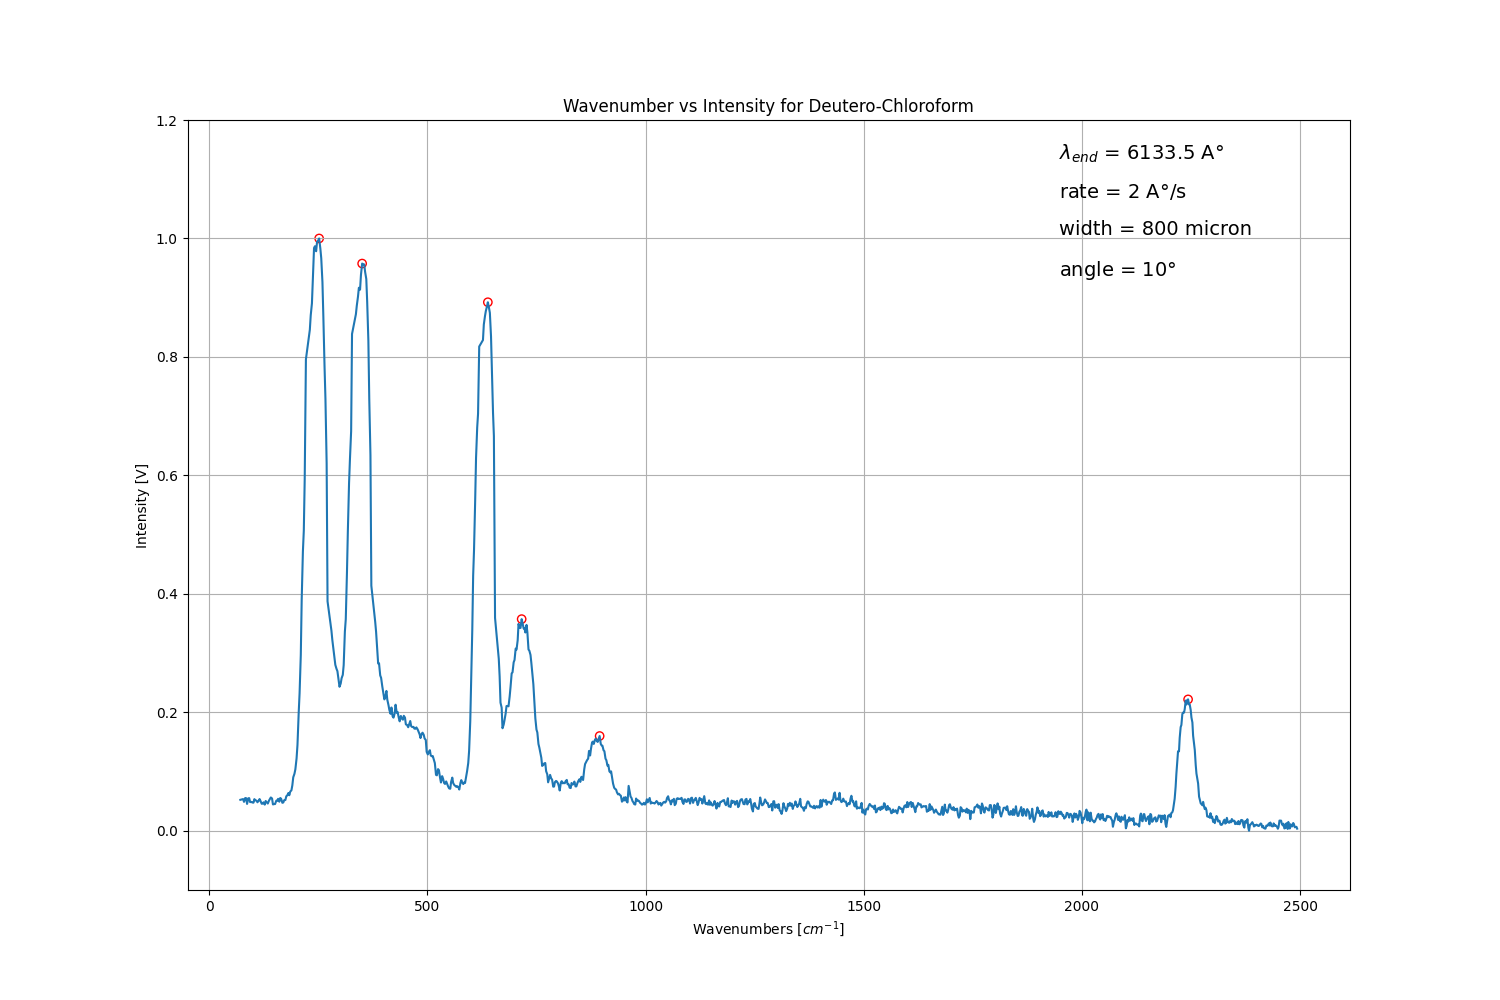 Wavenumber vs Intensity for Deutero-Chloroform
1.2
1.0
0.8
0.6
0.4
0.2
0.0
Intensity [V]
λ_end = 6133.5 A°
rate = 2 A°/s
width = 800 micron
angle = 10°
0 500 1000 1500 2000 2500
Wavenumbers [cm⁻¹]